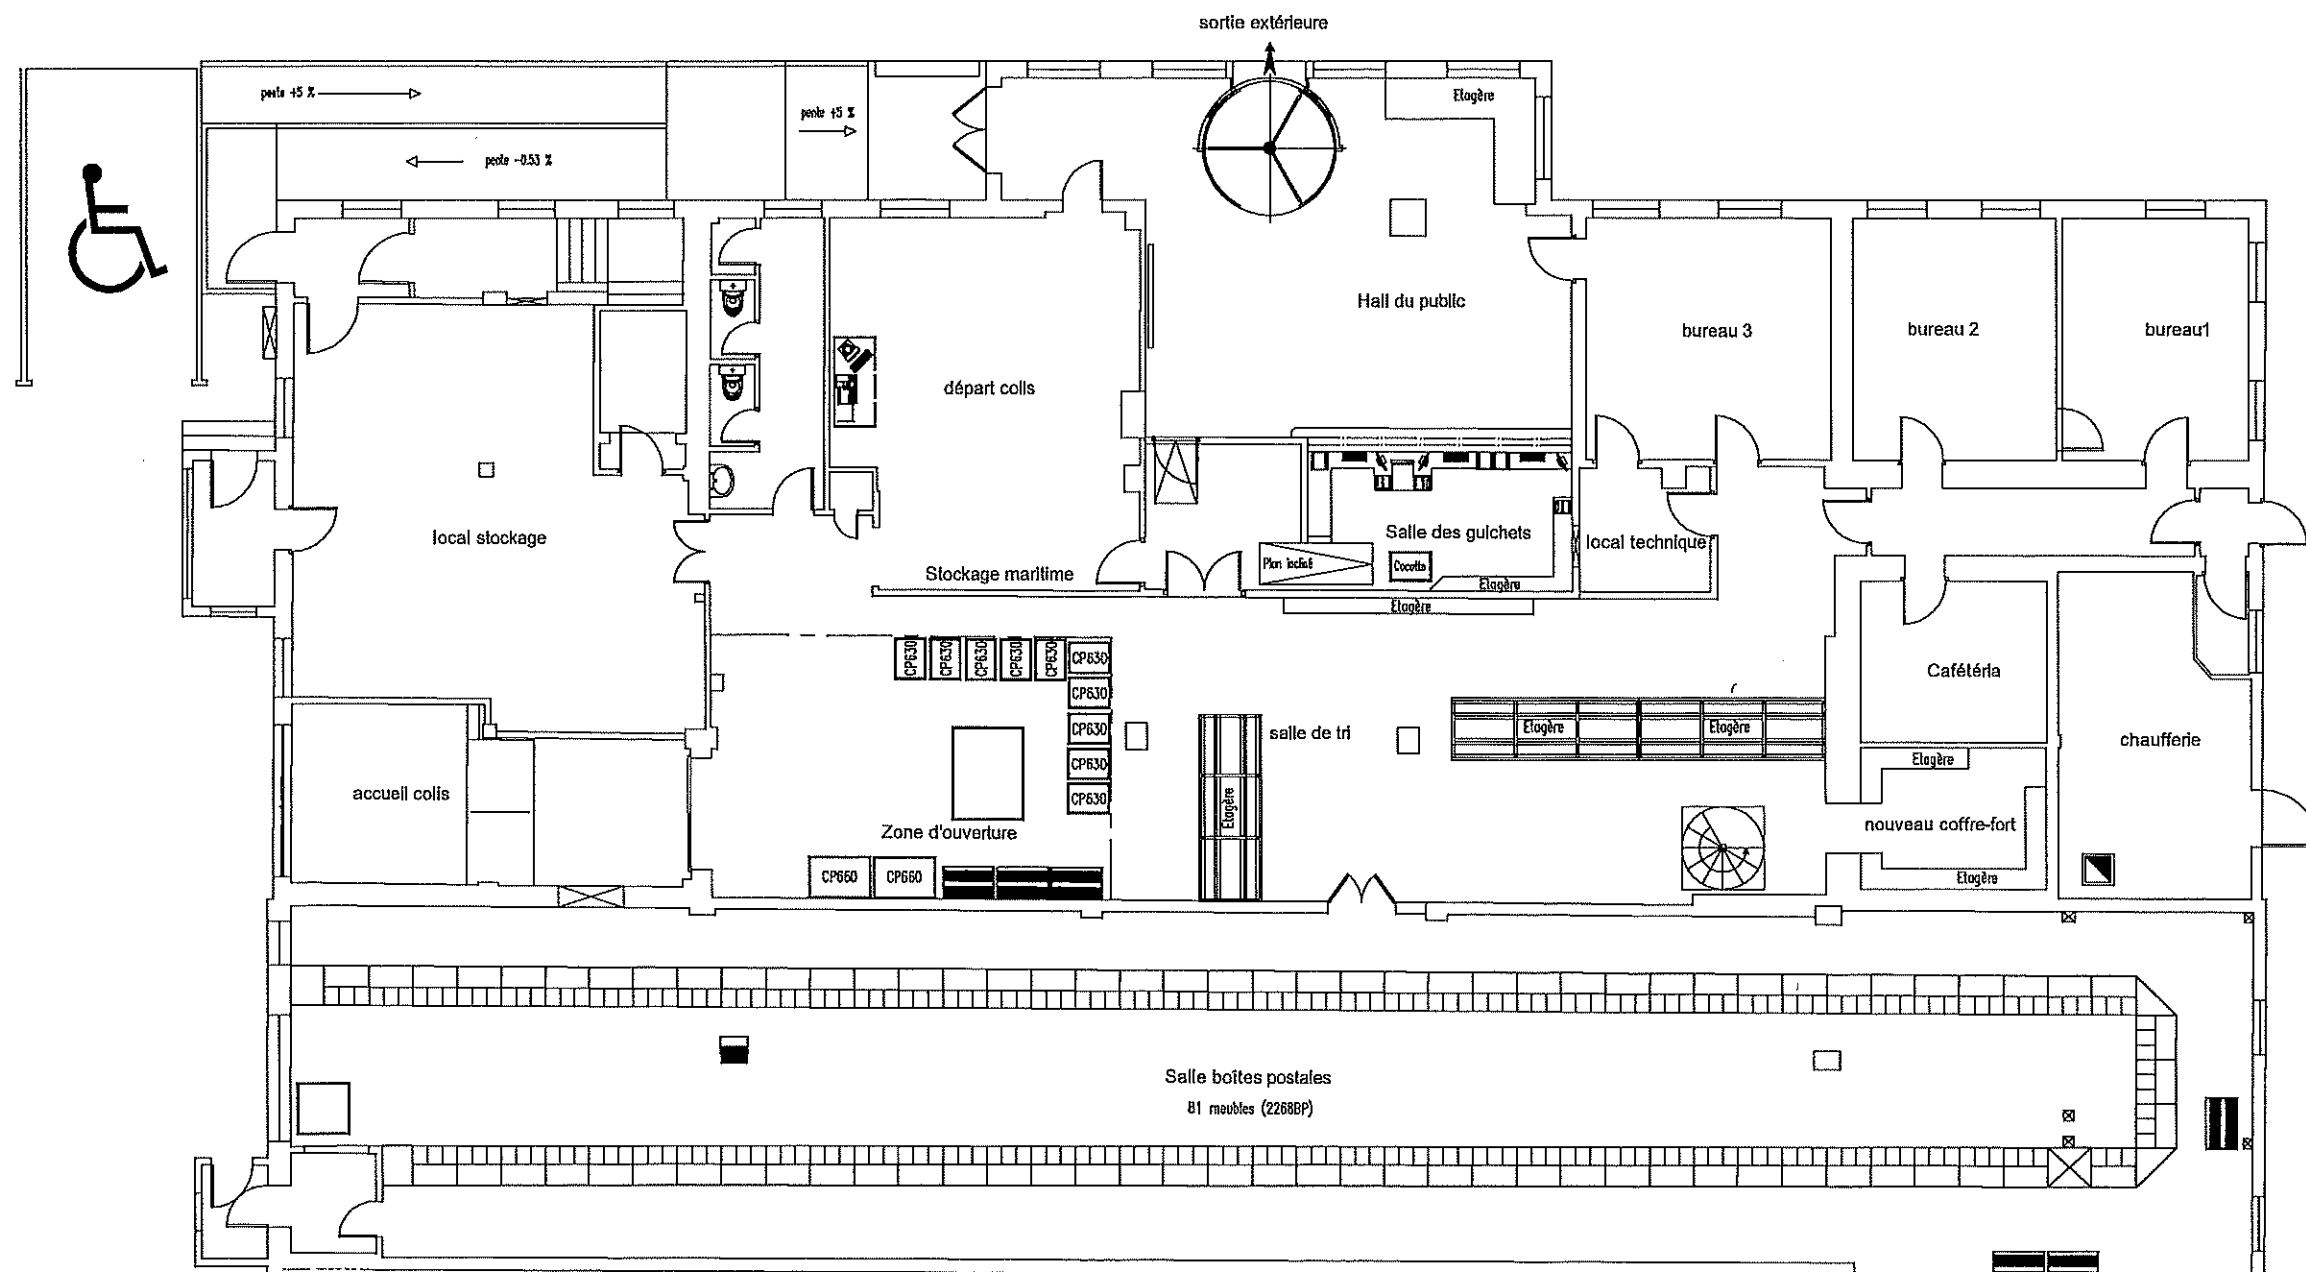 sortie extérieure
pente +5 %
pente +5 %
pente -0.53 %
Etagère
Hall du public
bureau 3
bureau 2
bureau1
départ colis
local stockage
Salle des guichets
local technique
Stockage maritime
Plan incliné
Cocotte
Etagère
Etagère
CP630
CP630
CP630
CP630
CP630
CP630
CP630
CP630
CP630
CP630
Cafétéria
salle de tri
Etagère
Etagère
chaufferie
Etagère
accueil colis
Etagère
Zone d'ouverture
nouveau coffre-fort
CP660
CP660
Etagère
Salle boîtes postales
81 meubles (2268BP)